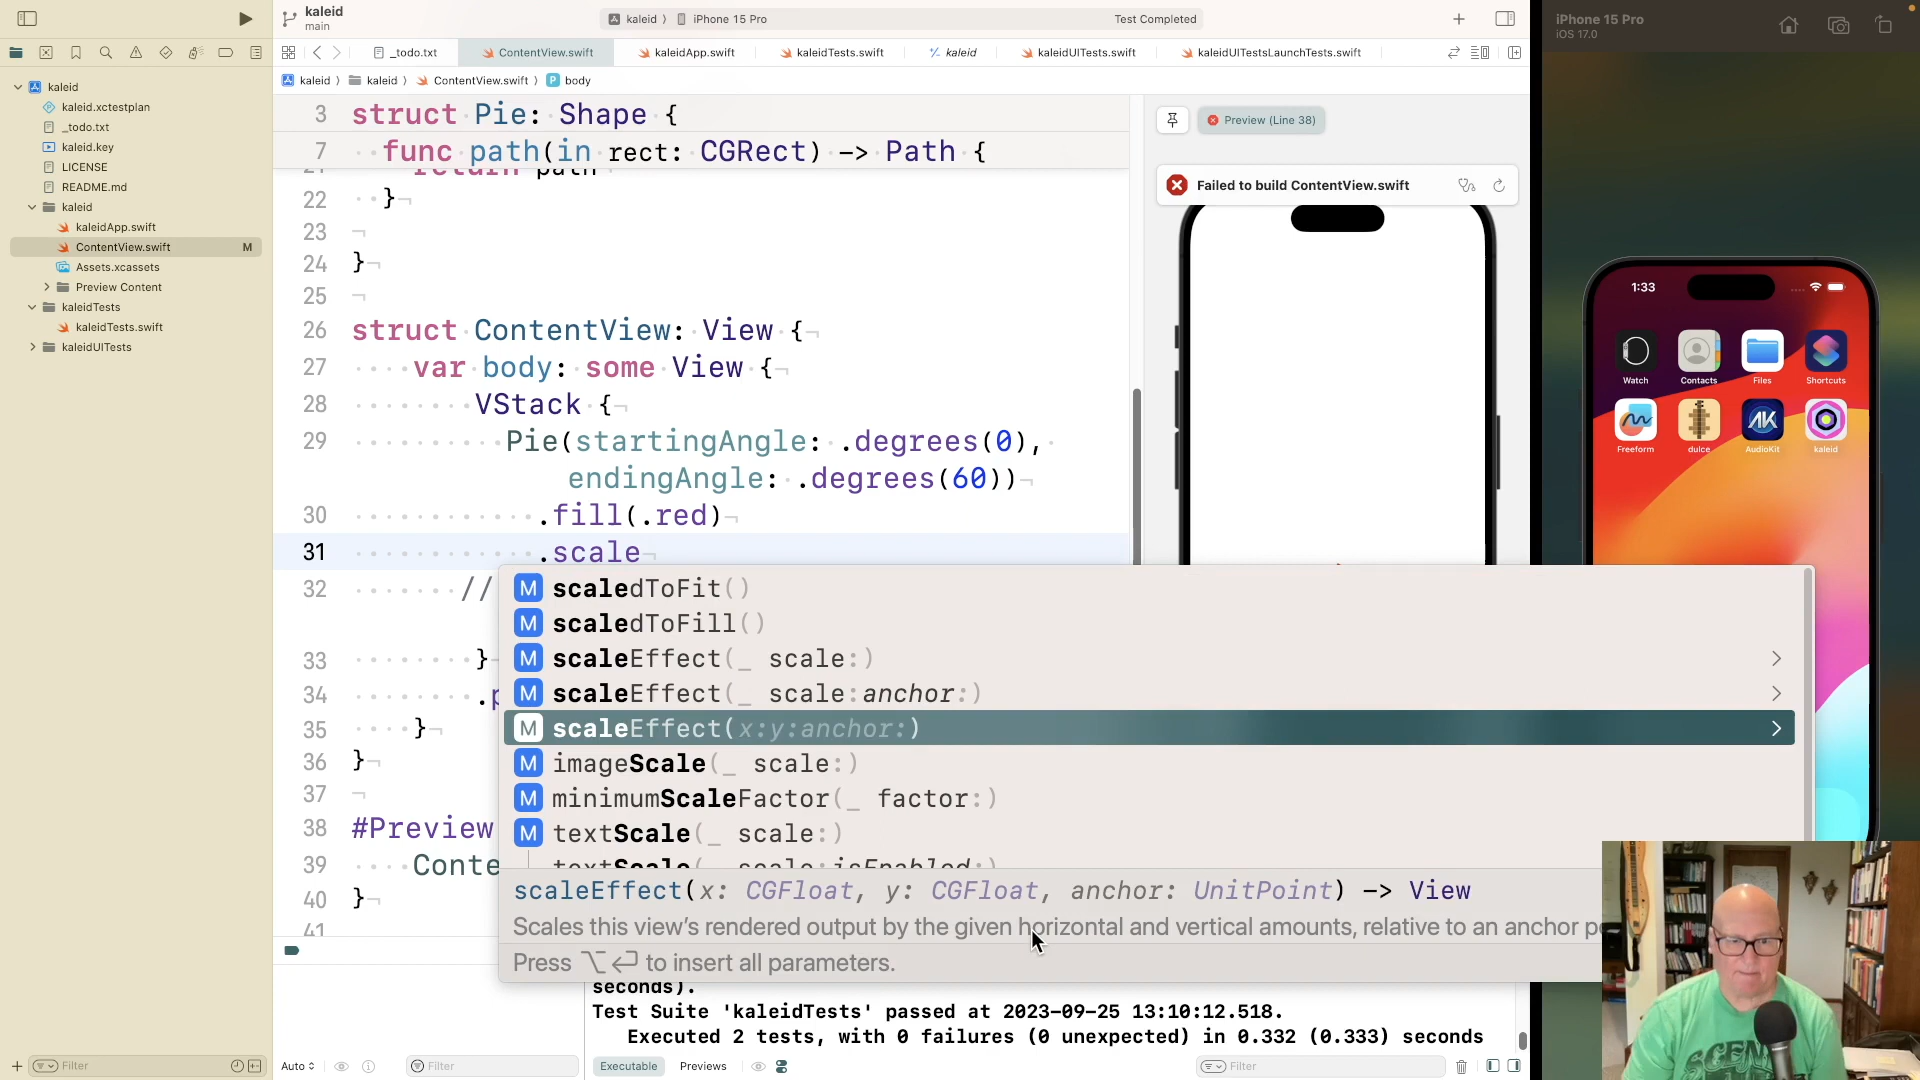 kaleid
main
kaleid 〉 iPhone 15 Pro
Test Completed
_todo.txt
ContentView.swift
kaleidApp.swift
kaleidTests.swift
kaleid
kaleidUITests.swift
kaleidUITestsLaunchTests.swift
kaleid 〉 kaleid 〉 ContentView.swift 〉 P body
kaleid
kaleid.xctestplan
_todo.txt
kaleid.key
LICENSE
README.md
kaleid
kaleidApp.swift
ContentView.swift M
Assets.xcassets
Preview Content
kaleidTests
kaleidTests.swift
kaleidUITests
3 struct Pie: Shape {
7 func path(in rect: CGRect) -> Path {
return path
22 }
23
24 }
25
26 struct ContentView: View {
27 var body: some View {
28 VStack {
29 Pie(startingAngle: .degrees(0),
endingAngle: .degrees(60))
30 .fill(.red)
31 .scale
32 //
33 }
34 .p
35 }
36 }
37
38 #Preview
39 Conte
40 }
41
M scaledToFit()
M scaledToFill()
M scaleEffect(_ scale:)
M scaleEffect(_ scale:anchor:)
M scaleEffect(x:y:anchor:)
M imageScale(_ scale:)
M minimumScaleFactor(_ factor:)
M textScale(_ scale:)
textScale(_ scale:isEnabled:)
scaleEffect(x: CGFloat, y: CGFloat, anchor: UnitPoint) -> View
Scales this view's rendered output by the given horizontal and vertical amounts, relative to an anchor
Press ⌥↩ to insert all parameters.
seconds).
Test Suite 'kaleidTests' passed at 2023-09-25 13:10:12.518.
Executed 2 tests, with 0 failures (0 unexpected) in 0.332 (0.333) seconds
Filter
Auto
Filter
Executable
Previews
Filter
Preview (Line 38)
Failed to build ContentView.swift
iPhone 15 Pro
iOS 17.0
1:33
Watch
Contacts
Files
Shortcuts
Freeform
dulce
AudioKit
kaleid